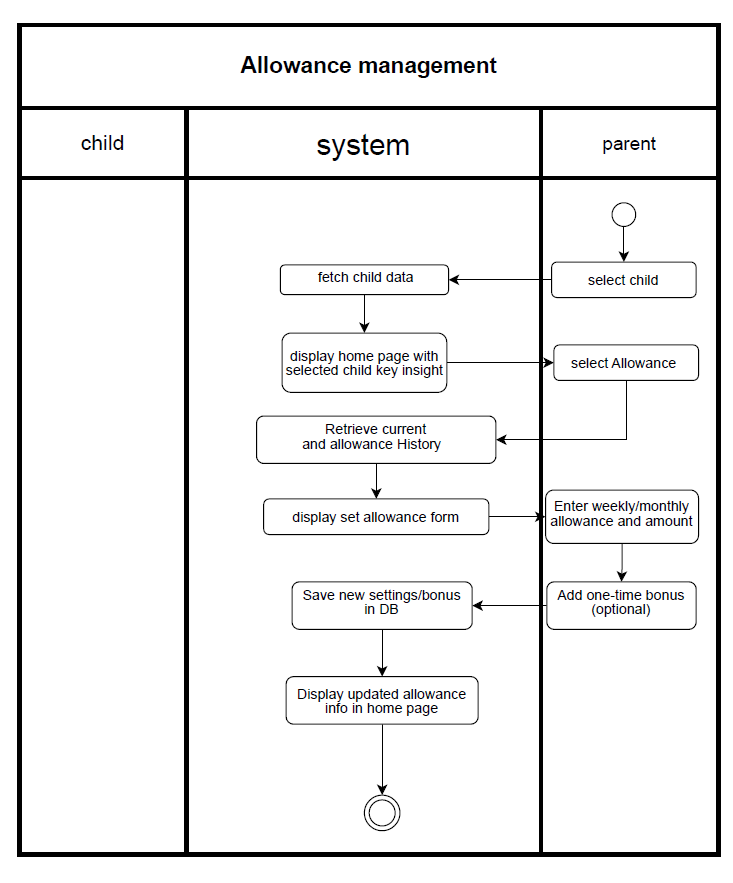 Allowance management
child
system
parent
select child
fetch child data
display home page with
selected child key insight
select Allowance
Retrieve current
and allowance History
display set allowance form
Enter weekly/monthly
allowance and amount
Add one-time bonus
(optional)
Save new settings/bonus
in DB
Display updated allowance
info in home page